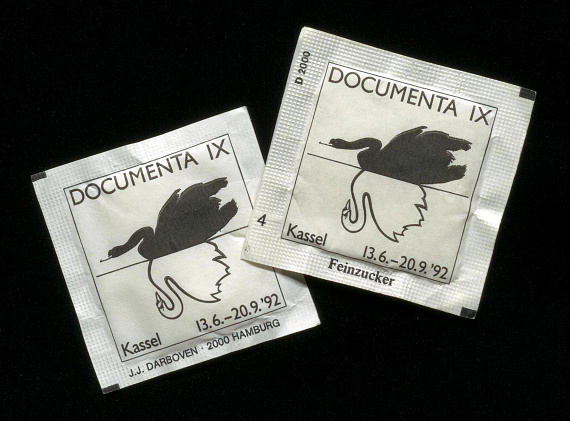 DOCUMENTA IX
Kassel
13.6.–20.9.'92
J.J. DARBOVEN · 2000 HAMBURG
D 2000
DOCUMENTA IX
4
Kassel
13.6.–20.9.'92
Feinzucker